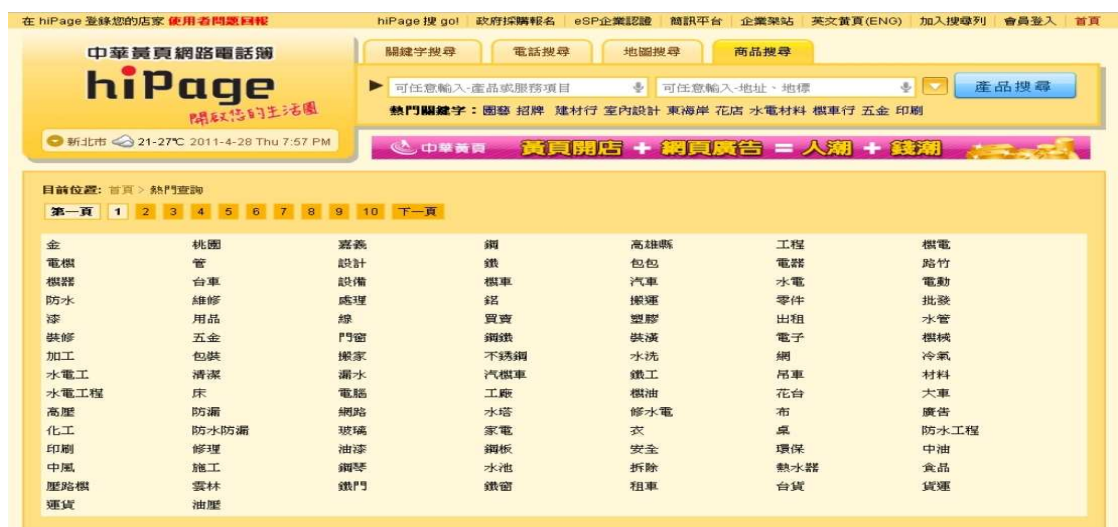 在 hiPage 登錄您的店家 使用者問題回報 hiPage 搜 go! 政府採購報名 eSP企業認證 簡訊平台 企業架站 英文黃頁(ENG) 加入搜尋列 會員登入 首頁
中華黃頁網路電話簿
hiPage
開啟您的生活圈
新北市 21-27℃ 2011-4-28 Thu 7:57 PM
關鍵字搜尋 電話搜尋 地圖搜尋 商品搜尋
可任意輸入-產品或服務項目 可任意輸入-地址、地標 產品搜尋
熱門關鍵字：園藝 招牌 建材行 室內設計 東海岸 花店 水電材料 機車行 五金 印刷
中華黃頁 黃頁開店 + 網頁廣告 = 人潮 + 錢潮
目前位置: 首頁 > 熱門查詢
第一頁 1 2 3 4 5 6 7 8 9 10 下一頁
金 桃園 嘉義 鋼 高雄縣 工程 機電
電機 管 設計 鐵 包包 電器 路竹
機器 台車 設備 機車 汽車 水電 電動
防水 維修 處理 鋁 搬運 零件 批發
漆 用品 線 買賣 塑膠 出租 水管
裝修 五金 門窗 鋼鐵 裝潢 電子 機械
加工 包裝 搬家 不銹鋼 水洗 網 冷氣
水電工 清潔 漏水 汽機車 鐵工 吊車 材料
水電工程 床 電腦 工廠 機油 花台 大車
高壓 防漏 網路 水塔 修水電 布 廣告
化工 防水防漏 玻璃 家電 衣 桌 防水工程
印刷 修理 油漆 鋼板 安全 環保 中油
中風 施工 鋼琴 水池 拆除 熱水器 食品
壓路機 雲林 鐵門 鐵窗 租車 台貨 貨運
運貨 油壓